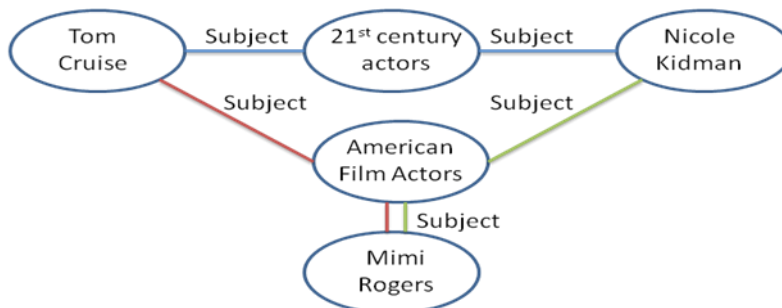 Tom
Cruise
Subject
21st century
actors
Subject
Nicole
Kidman
Subject
Subject
American
Film Actors
Subject
Mimi
Rogers